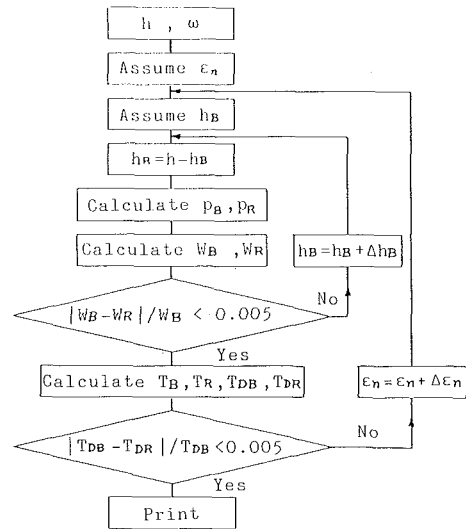 h , ω
Assume εn
Assume hB
hR=h-hB
Calculate pB,pR
Calculate WB ,WR
hB=hB+ΔhB
No
|WB-WR|/WB < 0.005
Yes
Calculate TB,TR,TDB,TDR
εn=εn+Δεn
No
|TDB-TDR|/TDB<0.005
Yes
Print